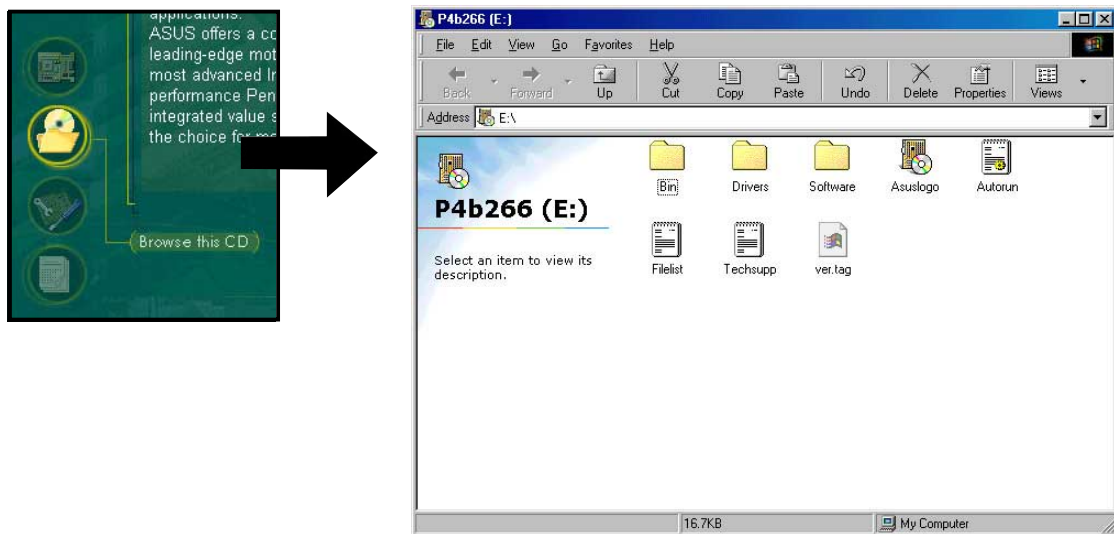 applications.
ASUS offers a co
leading-edge mot
most advanced In
performance Pen
integrated value s
the choice for mo
Browse this CD
P4b266 (E:)
File Edit View Go Favorites Help
Back Forward Up Cut Copy Paste Undo Delete Properties Views
Address E:\
P4b266 (E:)
Select an item to view its
description.
Bin Drivers Software Asuslogo Autorun
Filelist Techsupp ver.tag
16.7KB My Computer